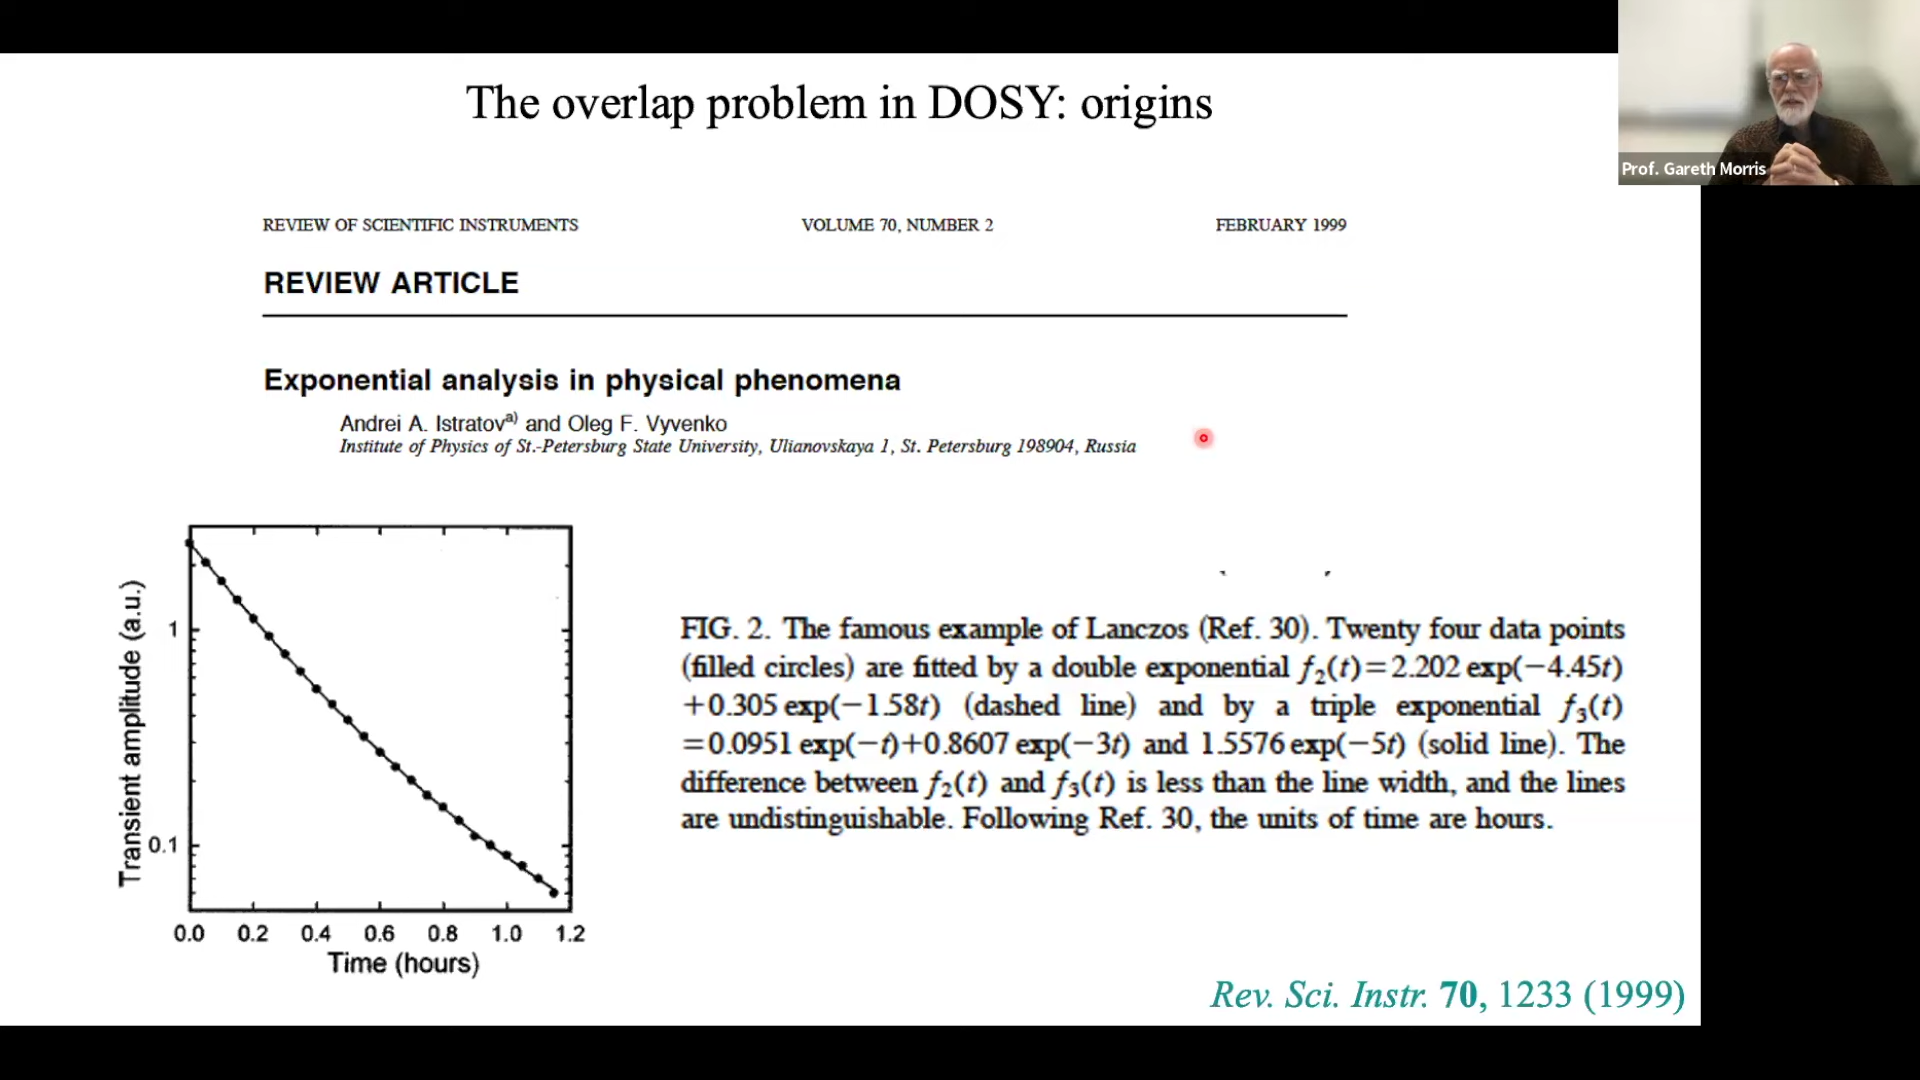 The overlap problem in DOSY: origins
Prof. Gareth Morris
REVIEW OF SCIENTIFIC INSTRUMENTS VOLUME 70, NUMBER 2 FEBRUARY 1999
REVIEW ARTICLE
Exponential analysis in physical phenomena
Andrei A. Istratov a) and Oleg F. Vyvenko
Institute of Physics of St.-Petersburg State University, Ulianovskaya 1, St. Petersburg 198904, Russia
Transient amplitude (a.u.)
1
0.1
0.0 0.2 0.4 0.6 0.8 1.0 1.2
Time (hours)
FIG. 2. The famous example of Lanczos (Ref. 30). Twenty four data points
(filled circles) are fitted by a double exponential f₂(t)=2.202 exp(−4.45t)
+0.305 exp(−1.58t) (dashed line) and by a triple exponential f₃(t)
=0.0951 exp(−t)+0.8607 exp(−3t) and 1.5576 exp(−5t) (solid line). The
difference between f₂(t) and f₃(t) is less than the line width, and the lines
are undistinguishable. Following Ref. 30, the units of time are hours.
Rev. Sci. Instr. 70, 1233 (1999)